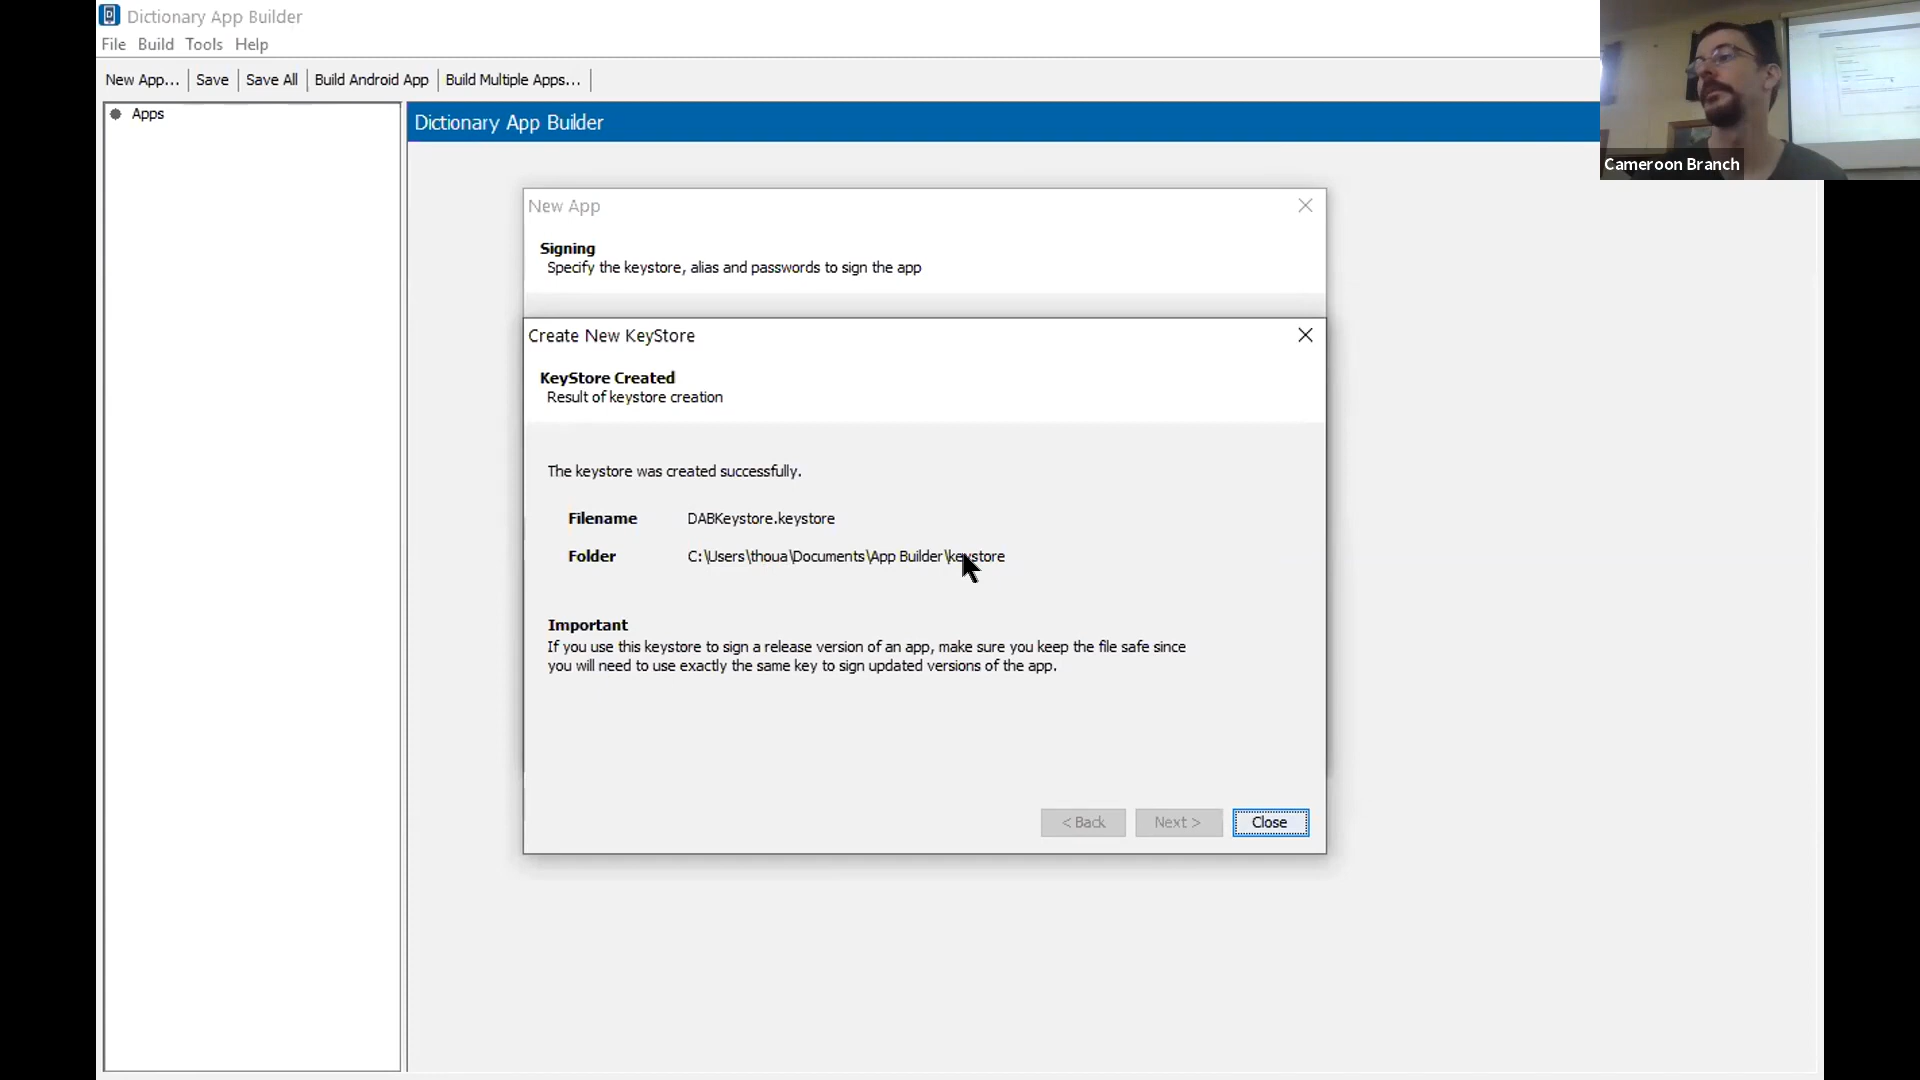 Dictionary App Builder
File Build Tools Help
New App... Save Save All Build Android App Build Multiple Apps...
Apps
Dictionary App Builder
New App
Signing
Specify the keystore, alias and passwords to sign the app
Create New KeyStore
KeyStore Created
Result of keystore creation
The keystore was created successfully.
Filename DABKeystore.keystore
Folder C:\Users\thoua\Documents\App Builder\keystore
Important
If you use this keystore to sign a release version of an app, make sure you keep the file safe since
you will need to use exactly the same key to sign updated versions of the app.
< Back Next > Close
Cameroon Branch